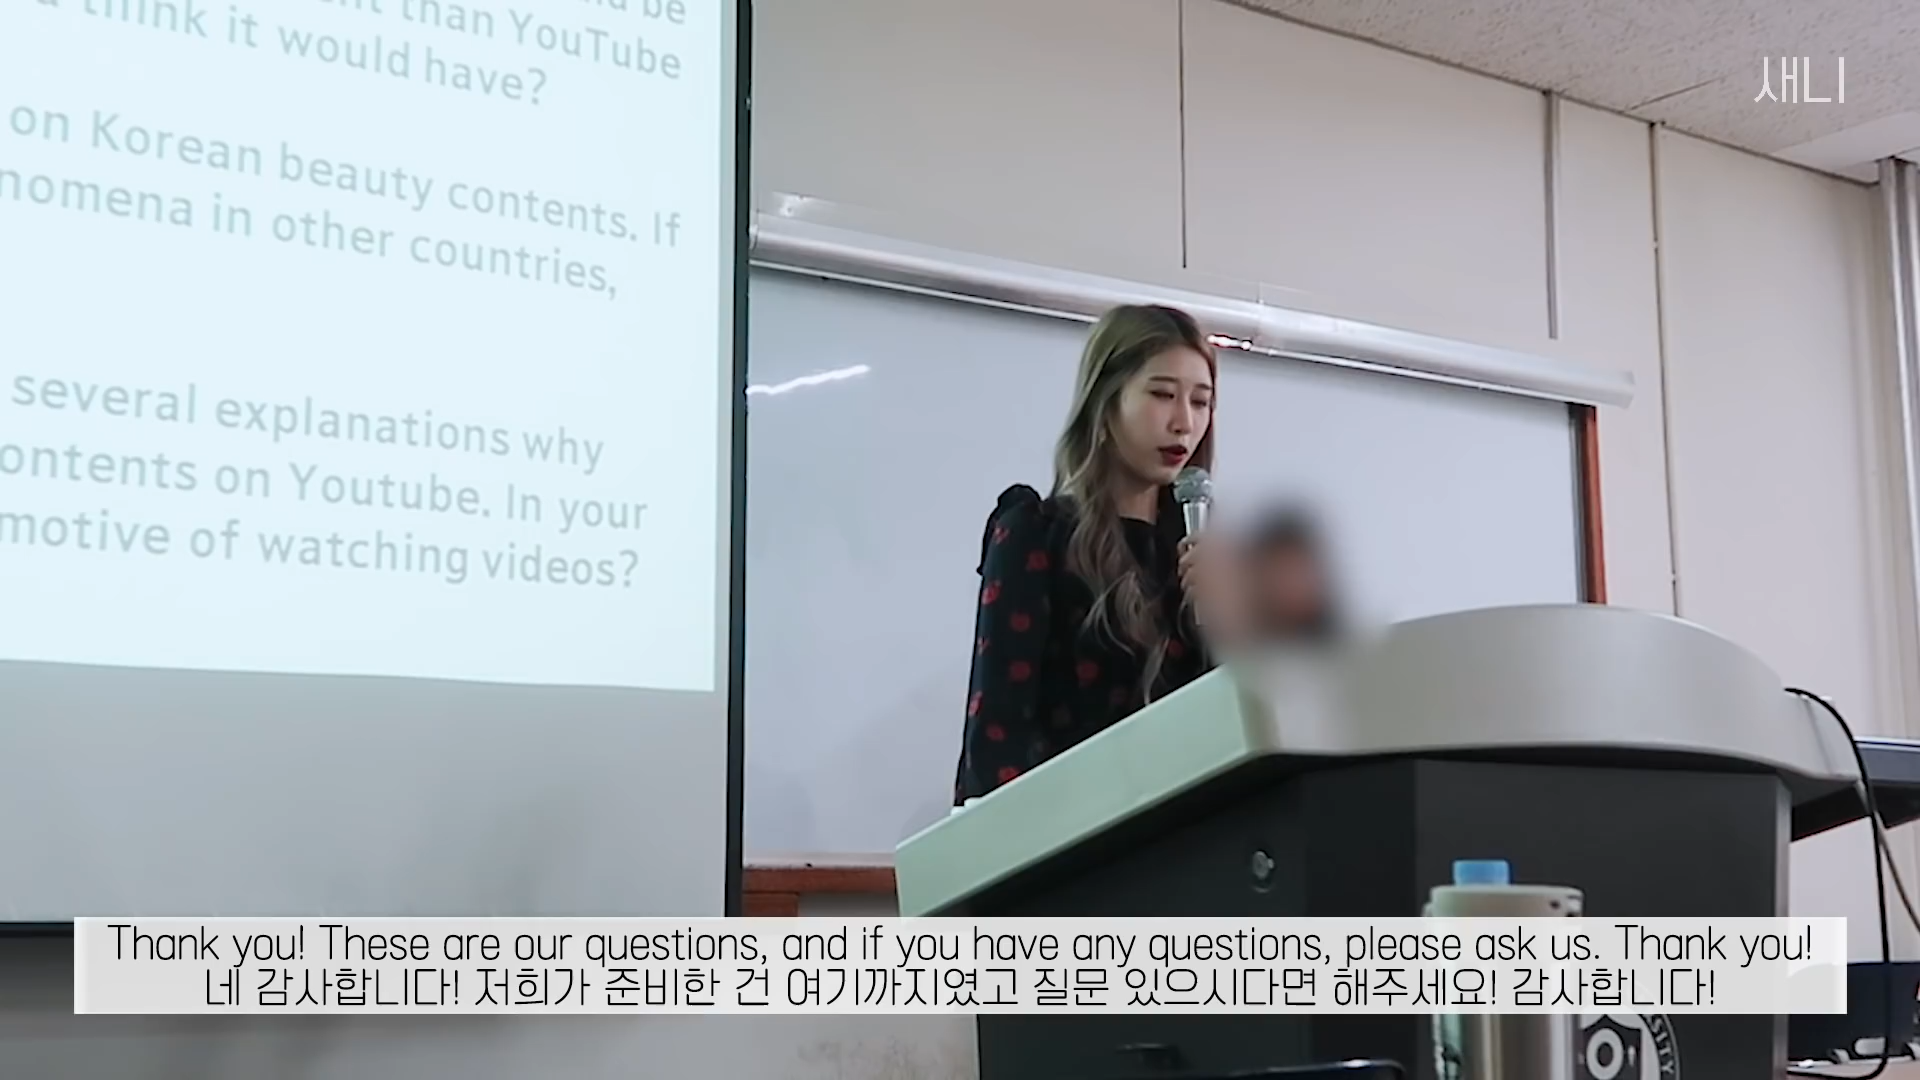 than YouTube
think it would have?
on Korean beauty contents. If
in other countries,
several explanations why
on Youtube. In your
motive of watching videos?
새니
Thank you! These are our questions, and if you have any questions, please ask us. Thank you!
네 감사합니다! 저희가 준비한 건 여기까지였고 질문 있으시다면 해주세요! 감사합니다!